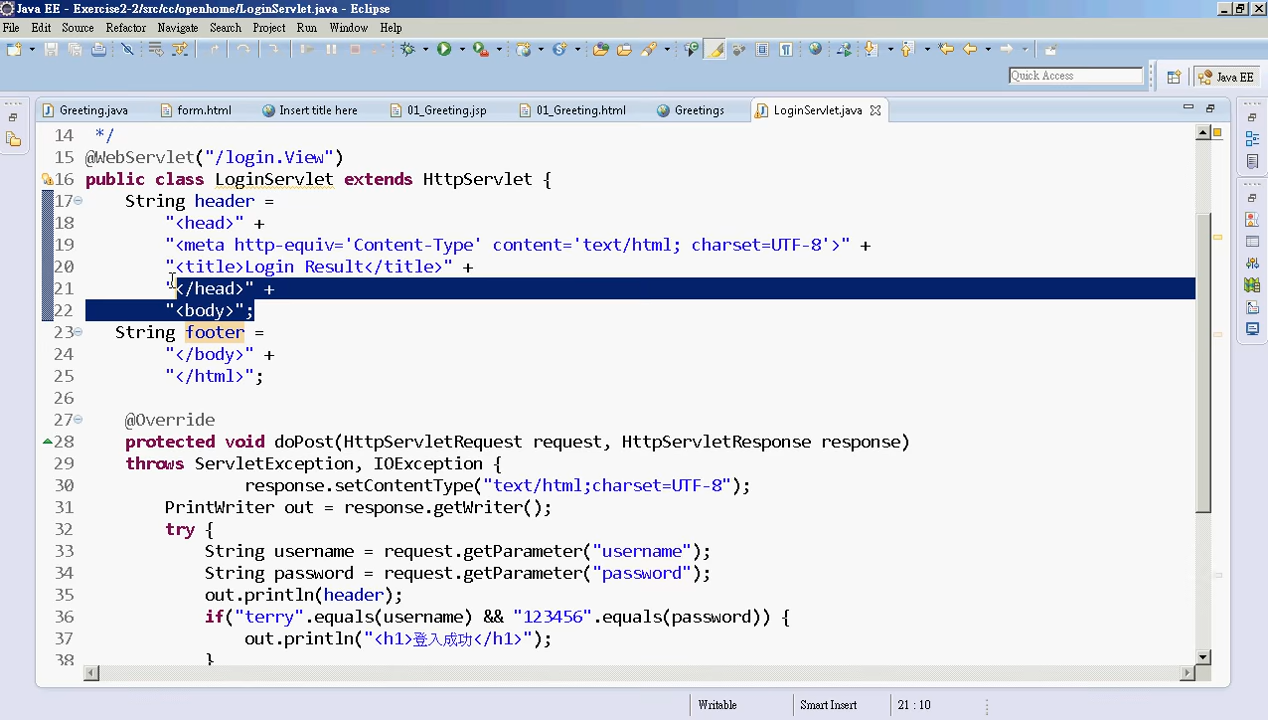 Java EE - Exercise2-2/src/cc/openhome/LoginServlet.java - Eclipse
File Edit Source Refactor Navigate Search Project Run Window Help
Quick Access
Java EE
Greeting.java form.html Insert title here 01_Greeting.jsp 01_Greeting.html Greetings LoginServlet.java
14 */
15 @WebServlet("/login.View")
16 public class LoginServlet extends HttpServlet {
17 String header =
18 "<head>" +
19 "<meta http-equiv='Content-Type' content='text/html; charset=UTF-8'>" +
20 "<title>Login Result</title>" +
21 "</head>" +
22 "<body>";
23 String footer =
24 "</body>" +
25 "</html>";
26
27 @Override
28 protected void doPost(HttpServletRequest request, HttpServletResponse response)
29 throws ServletException, IOException {
30 response.setContentType("text/html;charset=UTF-8");
31 PrintWriter out = response.getWriter();
32 try {
33 String username = request.getParameter("username");
34 String password = request.getParameter("password");
35 out.println(header);
36 if("terry".equals(username) && "123456".equals(password)) {
37 out.println("<h1>登入成功</h1>");
38 }
Writable Smart Insert 21 : 10